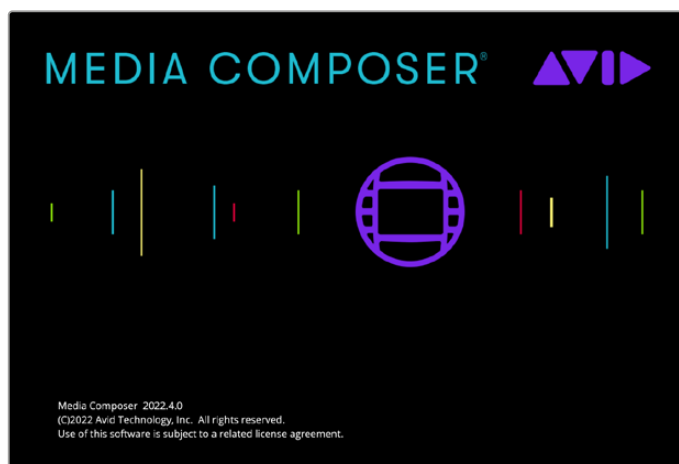 MEDIA COMPOSER® AVID
Media Composer 2022.4.0
(C)2022 Avid Technology, Inc. All rights reserved.
Use of this software is subject to a related license agreement.